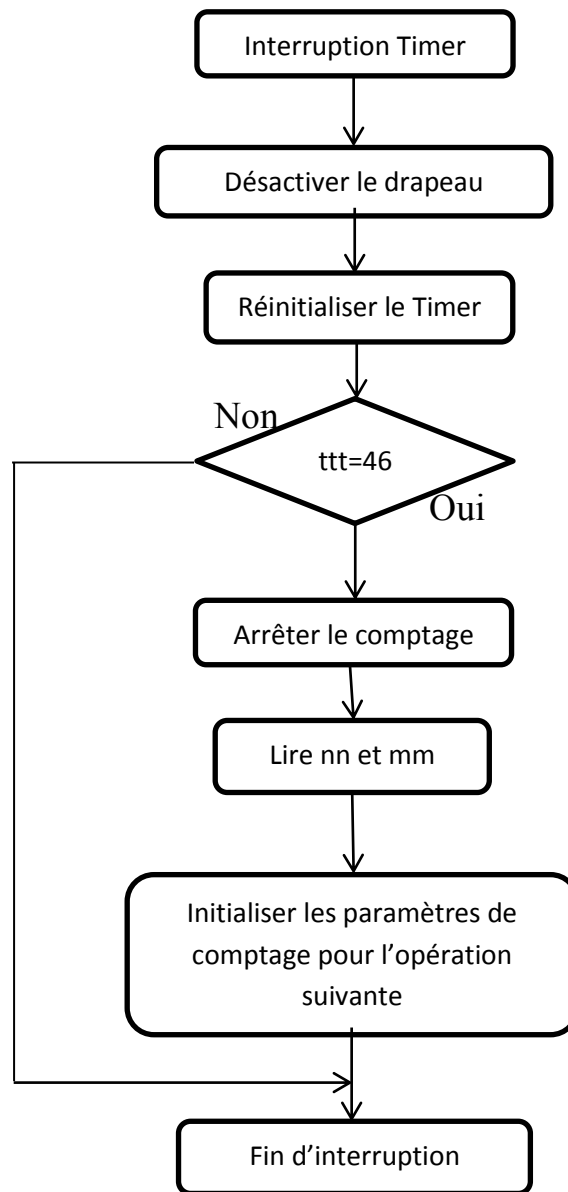 Interruption Timer
Désactiver le drapeau
Réinitialiser le Timer
Non
ttt=46
Oui
Arrêter le comptage
Lire nn et mm
Initialiser les paramètres de
comptage pour l’opération
suivante
Fin d’interruption